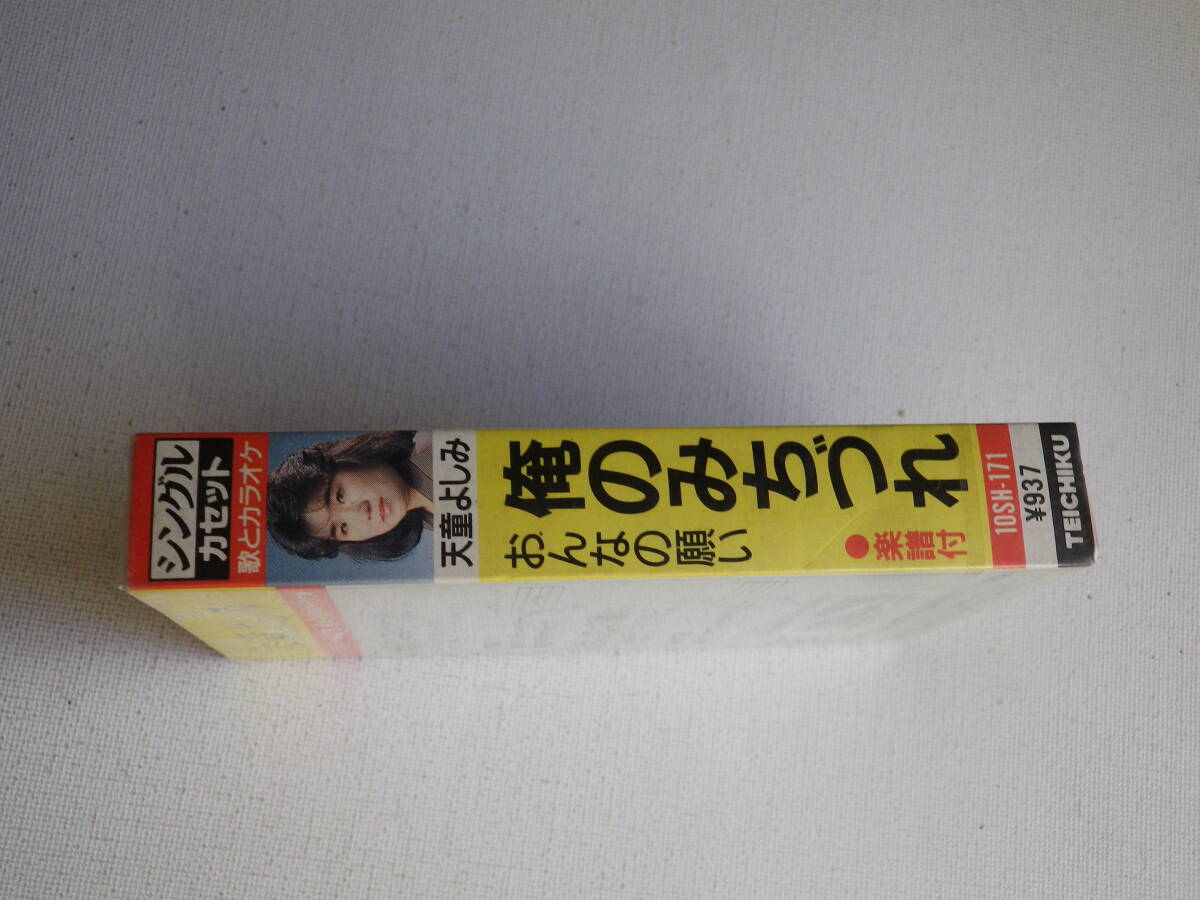 シングル
カセット
歌とカラオケ
天童よしみ
俺のみちづれ
おんなの願い
●楽譜付
10SH-171
¥937
TEICHIKU